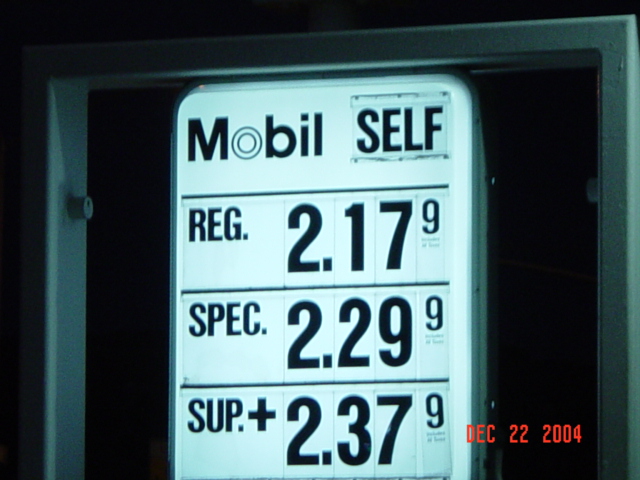 Mobil SELF
REG. 2.17 9
SPEC. 2.29 9
SUP.+ 2.37 9
DEC 22 2004